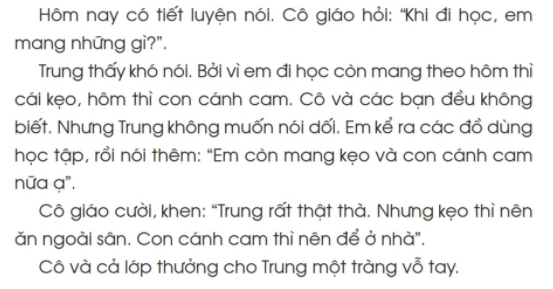 Hôm nay có tiết luyện nói. Cô giáo hỏi: “Khi đi học, em
mang những gì?”.
Trung thấy khó nói. Bởi vì em đi học còn mang theo hôm thì
cái kẹo, hôm thì con cánh cam. Cô và các bạn đều không
biết. Nhưng Trung không muốn nói dối. Em kể ra các đồ dùng
học tập, rồi nói thêm: “Em còn mang kẹo và con cánh cam
nữa ạ”.
Cô giáo cười, khen: “Trung rất thật thà. Nhưng kẹo thì nên
ăn ngoài sân. Con cánh cam thì nên để ở nhà”.
Cô và cả lớp thưởng cho Trung một tràng vỗ tay.